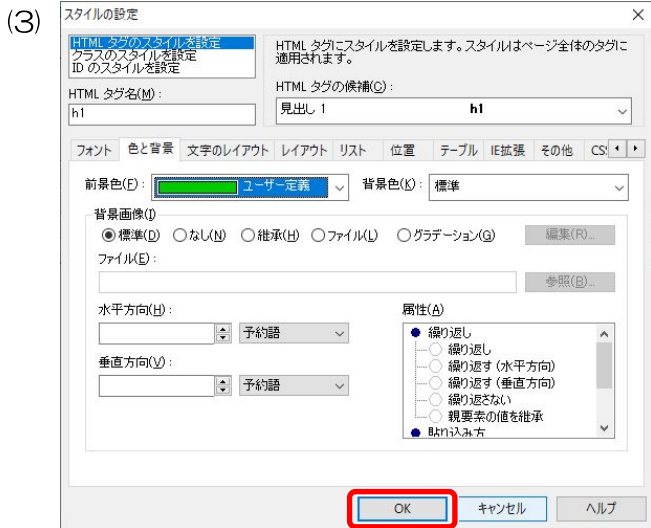 (3)
スタイルの設定
HTML タグのスタイルを設定
クラスのスタイルを設定
ID のスタイルを設定
HTML タグにスタイルを設定します。スタイルはページ全体のタグに
適用されます。
HTML タグ名(M):
h1
HTML タグの候補(C):
見出し 1 h1
フォント 色と背景 文字のレイアウト レイアウト リスト 位置 テーブル IE拡張 その他 CS
前景色(F): ユーザー定義 背景色(K): 標準
背景画像(I)
標準(D) なし(N) 継承(H) ファイル(L) グラデーション(G) 編集(R)...
ファイル(E):
参照(B)...
水平方向(H):
予約語
垂直方向(V):
予約語
属性(A)
繰り返し
繰り返し
繰り返す(水平方向)
繰り返す(垂直方向)
繰り返さない
親要素の値を継承
貼り込み方
OK キャンセル ヘルプ